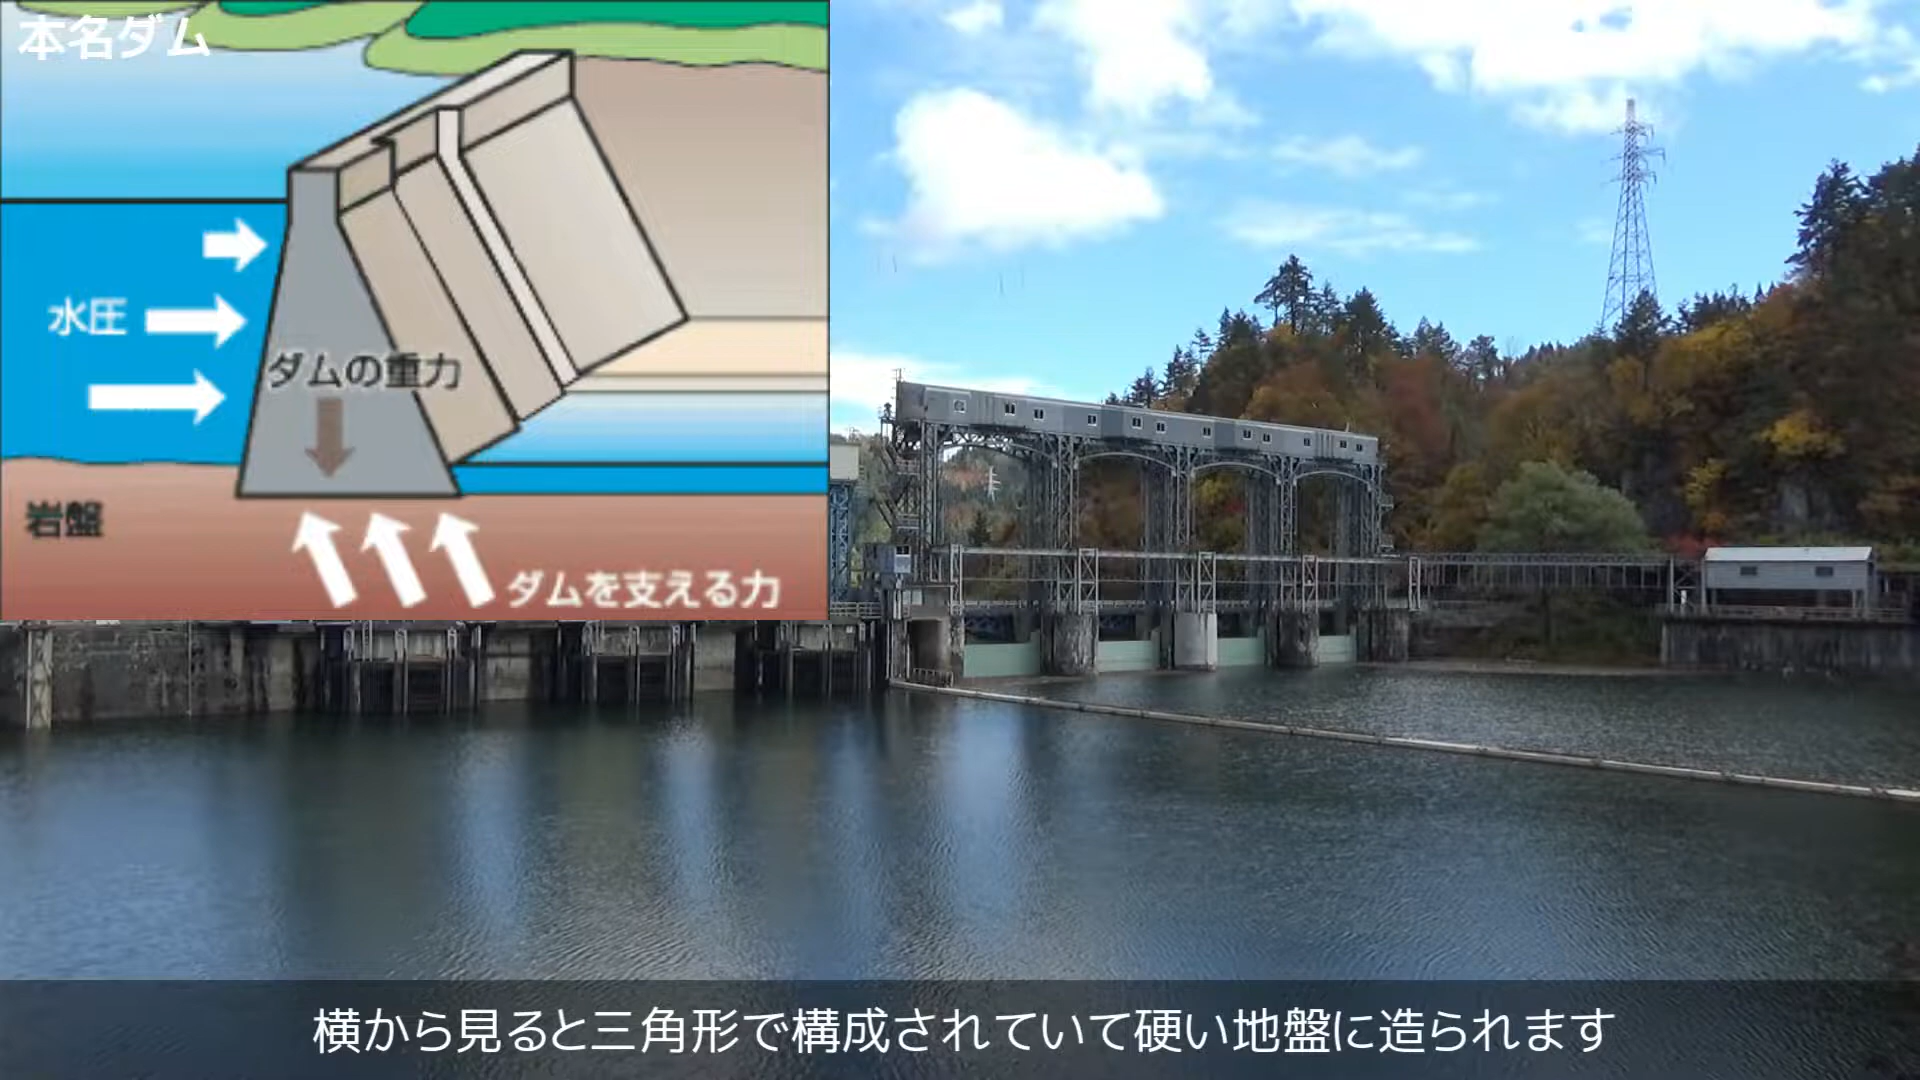 本名ダム
水圧
ダムの重力
岩盤
ダムを支える力
横から見ると三角形で構成されていて硬い地盤に造られます